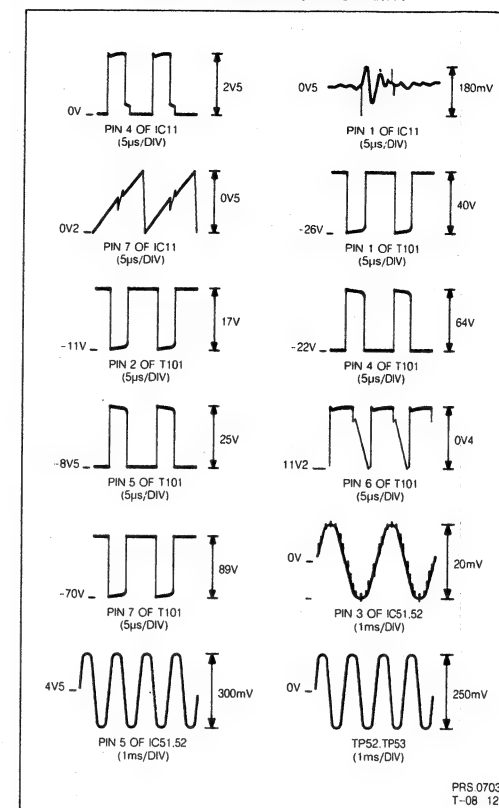 2V5
0V
PIN 4 OF IC11
(5µs/DIV)
0V5
180mV
PIN 1 OF IC11
(5µs/DIV)
0V5
0V2
PIN 7 OF IC11
(5µs/DIV)
40V
-26V
PIN 1 OF T101
(5µs/DIV)
17V
-11V
PIN 2 OF T101
(5µs/DIV)
64V
-22V
PIN 4 OF T101
(5µs/DIV)
25V
-8V5
PIN 5 OF T101
(5µs/DIV)
0V4
11V2
PIN 6 OF T101
(5µs/DIV)
89V
-70V
PIN 7 OF T101
(5µs/DIV)
0V
20mV
PIN 3 OF IC51.52
(1ms/DIV)
4V5
300mV
PIN 5 OF IC51.52
(1ms/DIV)
0V
250mV
TP52.TP53
(1ms/DIV)
PRS.0703
T-08 12